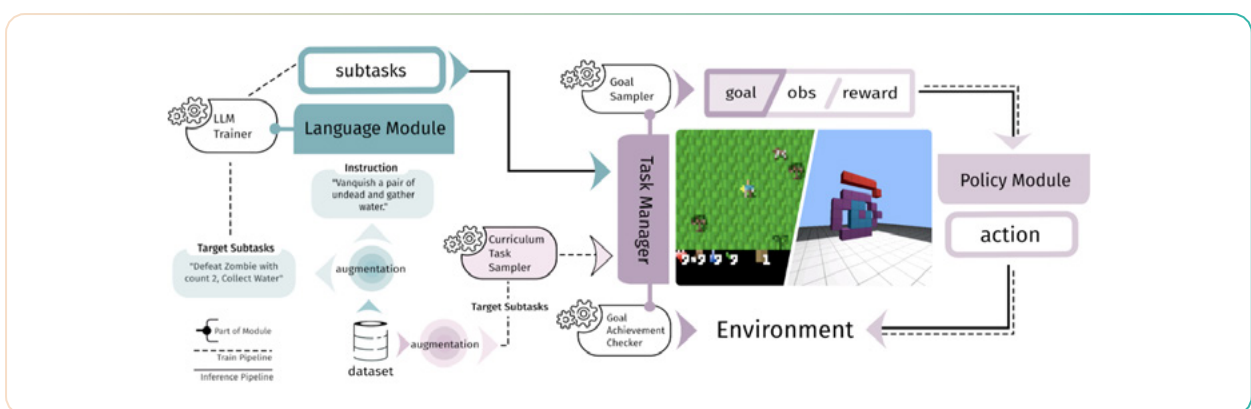 subtasks
LLM
Trainer
Language Module
Instruction
"Vanquish a pair of
undead and gather
water."
Target Subtasks
"Defeat Zombie with
count 2, Collect Water"
augmentation
dataset
augmentation
Part of Module
Train Pipeline
Inference Pipeline
Curriculum
Task
Sampler
Target Subtasks
Goal
Sampler
Task Manager
Goal
Achievement
Checker
goal obs reward
Environment
Policy Module
action